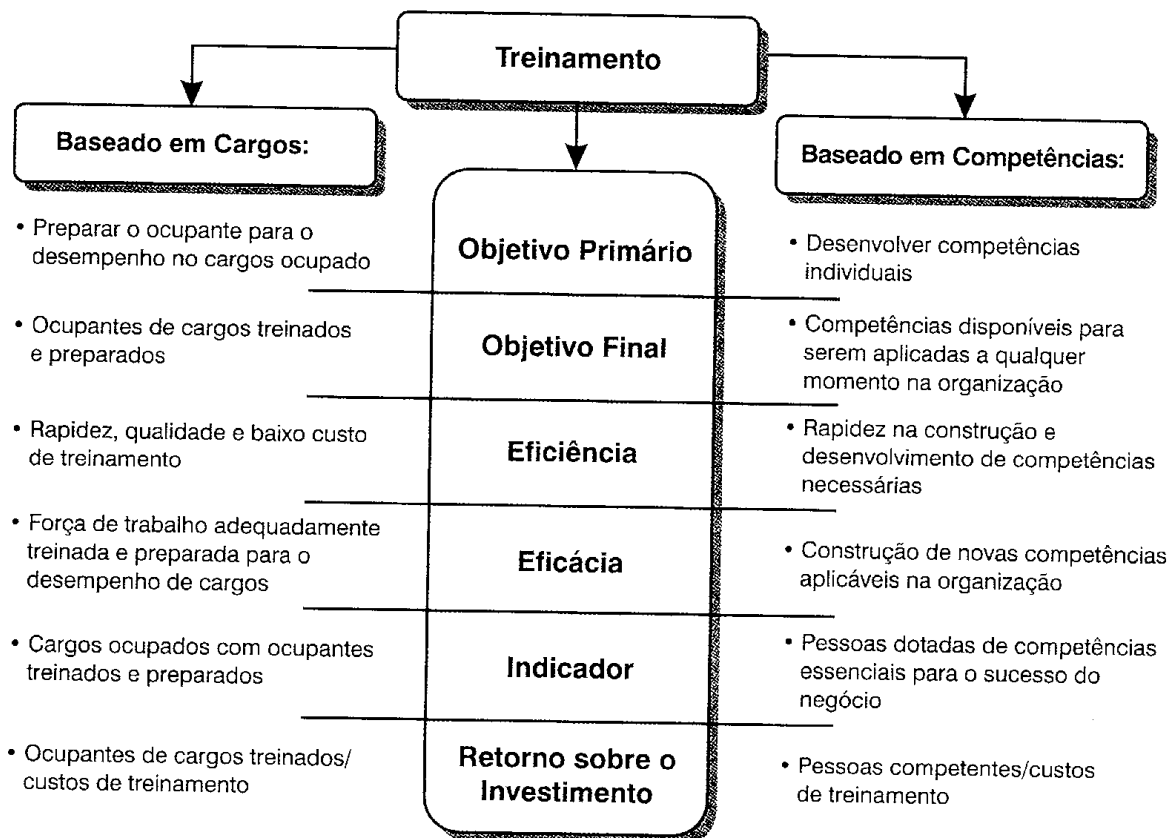 Treinamento
Baseado em Cargos:
Baseado em Competências:
• Preparar o ocupante para o
desempenho no cargos ocupado
Objetivo Primário
• Desenvolver competências
individuais
• Ocupantes de cargos treinados
e preparados
Objetivo Final
• Competências disponíveis para
serem aplicadas a qualquer
momento na organização
• Rapidez, qualidade e baixo custo
de treinamento
Eficiência
• Rapidez na construção e
desenvolvimento de competências
necessárias
• Força de trabalho adequadamente
treinada e preparada para o
desempenho de cargos
Eficácia
• Construção de novas competências
aplicáveis na organização
• Cargos ocupados com ocupantes
treinados e preparados
Indicador
• Pessoas dotadas de competências
essenciais para o sucesso do
negócio
• Ocupantes de cargos treinados/
custos de treinamento
Retorno sobre o
Investimento
• Pessoas competentes/custos
de treinamento